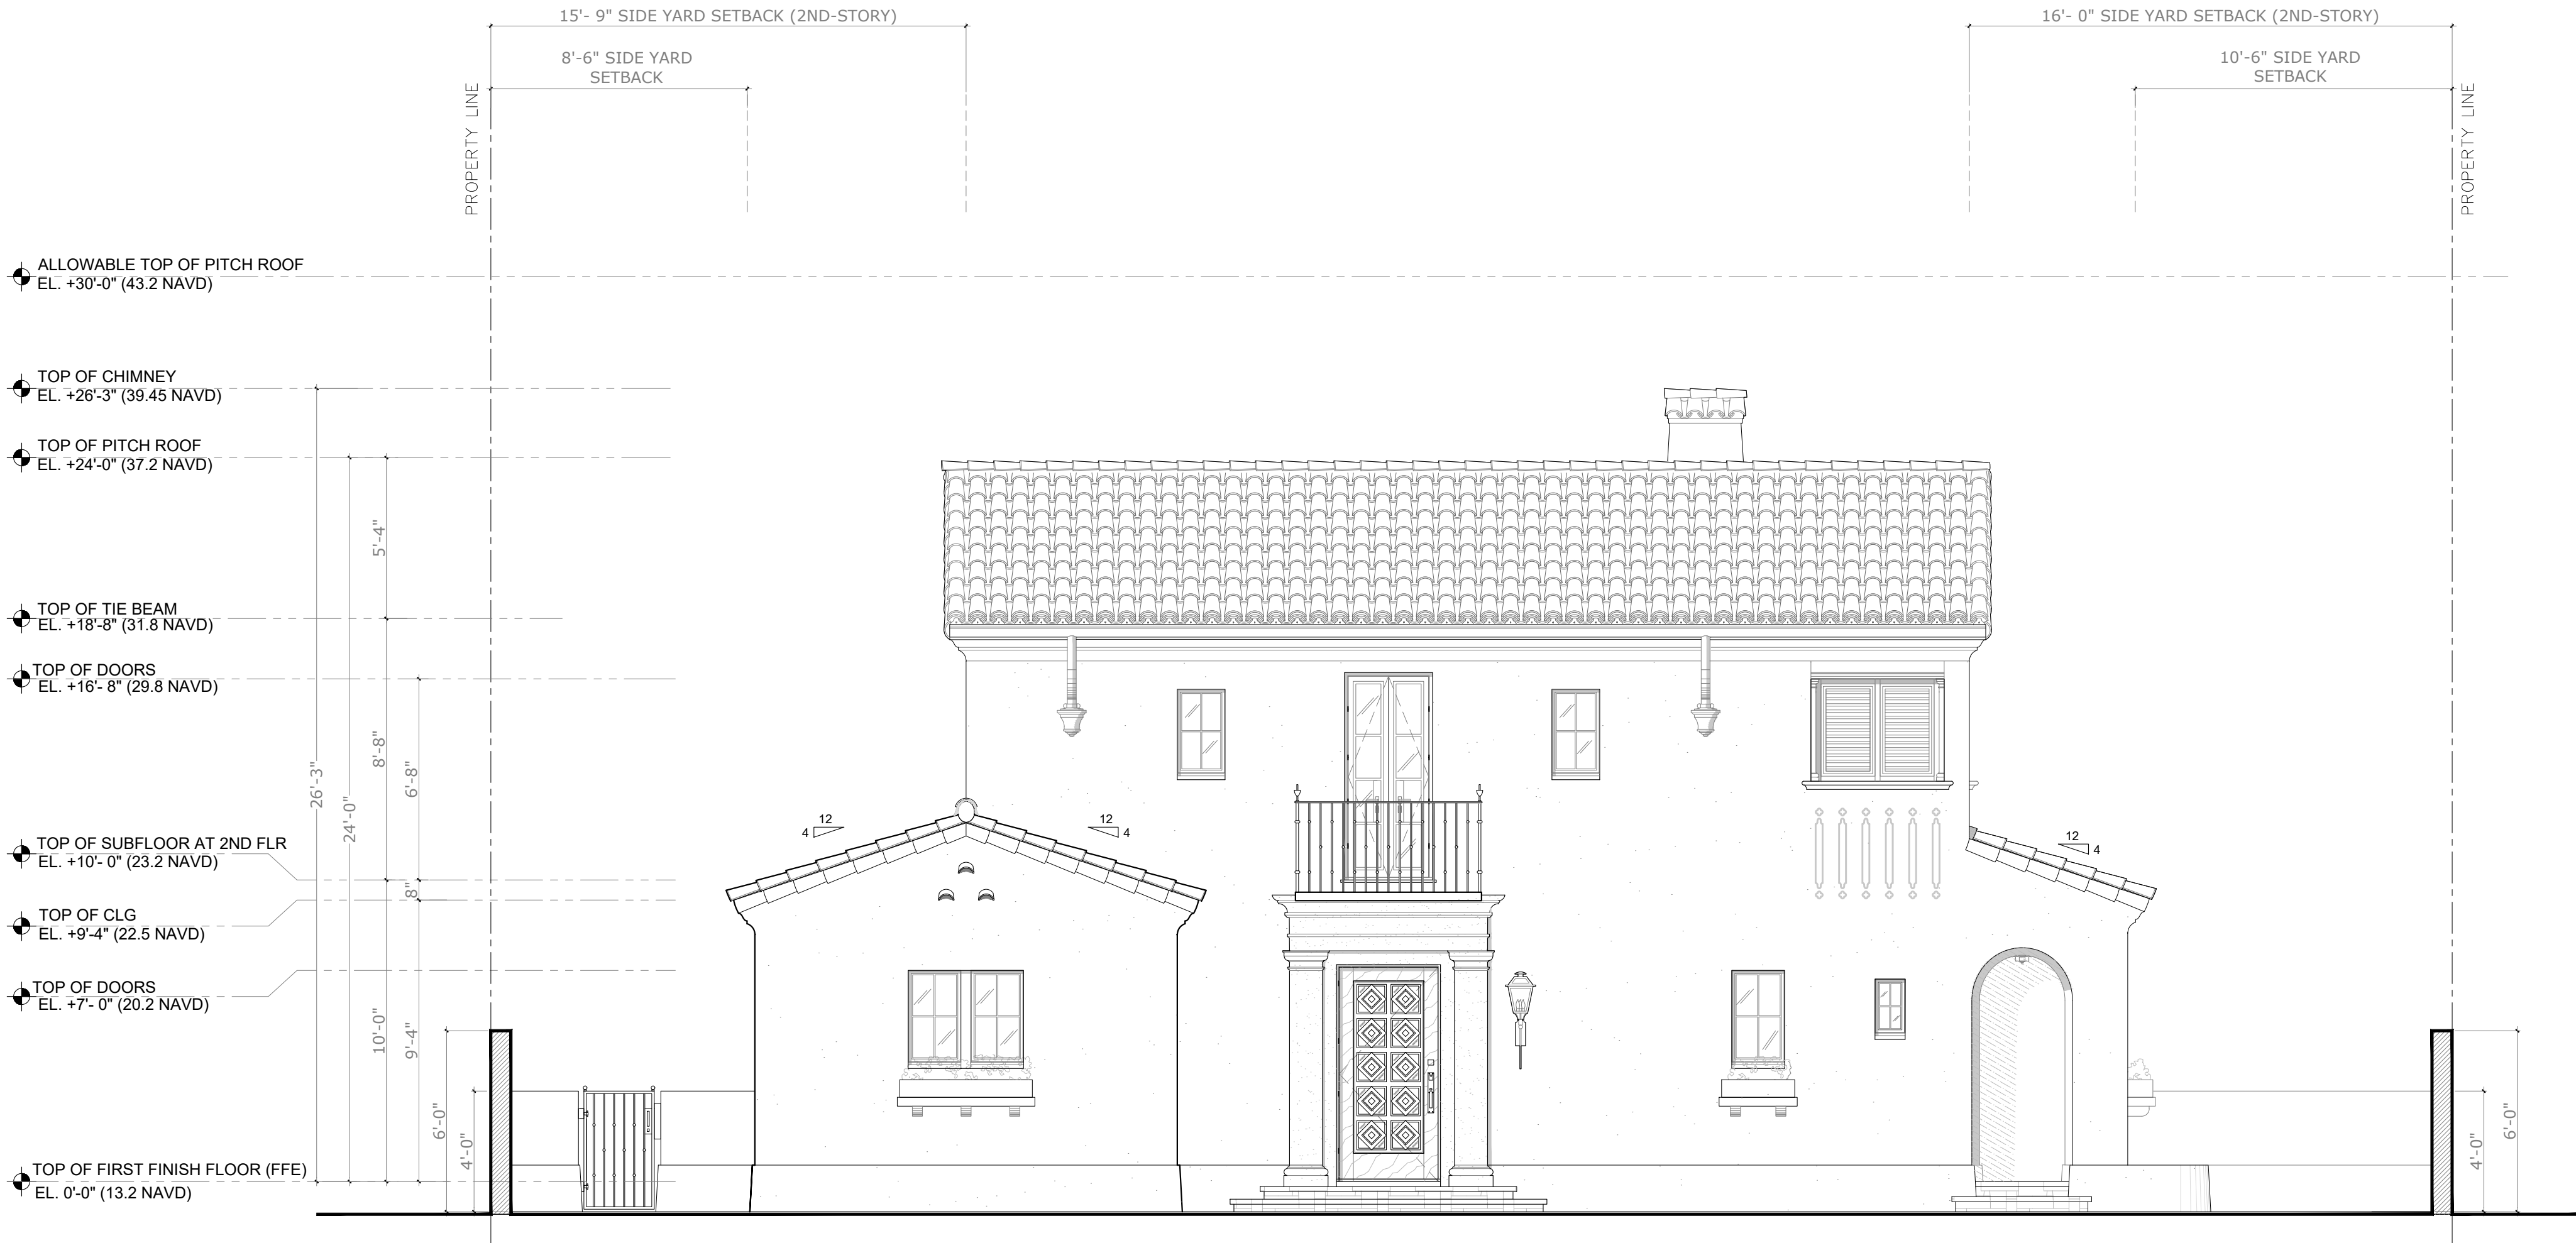 15'- 9" SIDE YARD SETBACK (2ND-STORY)
16'- 0" SIDE YARD SETBACK (2ND-STORY)
8'-6" SIDE YARD
SETBACK
10'-6" SIDE YARD
SETBACK
PROPERTY LINE
PROPERTY LINE
ALLOWABLE TOP OF PITCH ROOF
EL. +30'-0" (43.2 NAVD)
TOP OF CHIMNEY
EL. +26'-3" (39.45 NAVD)
TOP OF PITCH ROOF
EL. +24'-0" (37.2 NAVD)
5'-4"
TOP OF TIE BEAM
EL. +18'-8" (31.8 NAVD)
TOP OF DOORS
EL. +16'- 8" (29.8 NAVD)
26'-3"
24'-0"
8'-8"
6'-8"
12
4
12
4
12
4
TOP OF SUBFLOOR AT 2ND FLR
EL. +10'- 0" (23.2 NAVD)
8"
TOP OF CLG
EL. +9'-4" (22.5 NAVD)
TOP OF DOORS
EL. +7'- 0" (20.2 NAVD)
10'-0"
9'-4"
6'-0"
4'-0"
4'-0"
6'-0"
TOP OF FIRST FINISH FLOOR (FFE)
EL. 0'-0" (13.2 NAVD)